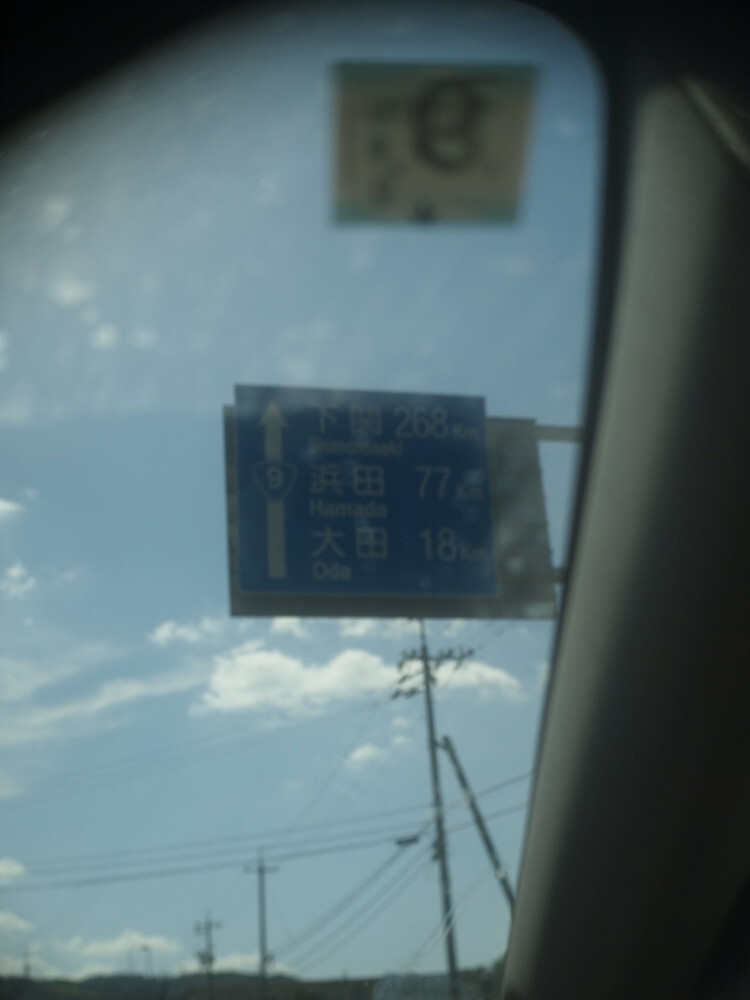 下関 268Km
Shimonoseki
9
浜田 77Km
Hamada
大田 18Km
Oda